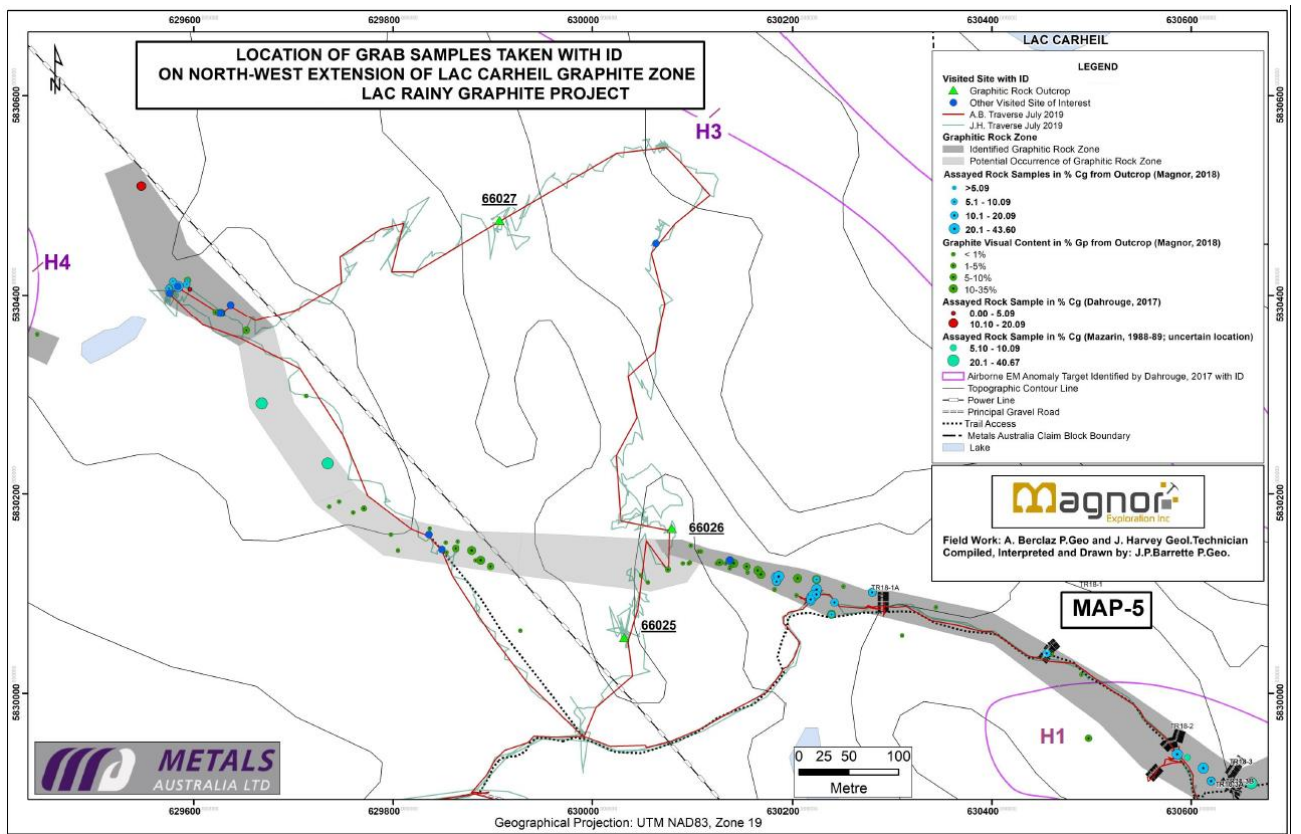 629600
629800
630000
630200
630400
630600
LAC CARHEIL
LOCATION OF GRAB SAMPLES TAKEN WITH ID
ON NORTH-WEST EXTENSION OF LAC CARHEIL GRAPHITE ZONE
LAC RAINY GRAPHITE PROJECT
N
LEGEND
Visited Site with ID
Graphitic Rock Outcrop
Other Visited Site of Interest
A.B. Traverse July 2019
J.H. Traverse July 2019
Graphitic Rock Zone
Identified Graphitic Rock Zone
Potential Occurrence of Graphitic Rock Zone
Assayed Rock Samples in % Cg from Outcrop (Magnor, 2018)
>5.09
5.1 - 10.09
10.1 - 20.09
20.1 - 43.60
Graphite Visual Content in % Gp from Outcrop (Magnor, 2018)
< 1%
1-5%
5-10%
10-35%
Assayed Rock Sample in % Cg (Dahrouge, 2017)
0.00 - 5.09
10.10 - 20.09
Assayed Rock Sample in % Cg (Mazarin, 1988-89; uncertain location)
5.10 - 10.09
20.1 - 40.67
Airborne EM Anomaly Target Identified by Dahrouge, 2017 with ID
Topographic Contour Line
Power Line
Principal Gravel Road
Trail Access
Metals Australia Claim Block Boundary
Lake
5830600
5830600
H3
66027
H4
5830400
5830400
5830200
5830200
66026
66025
Magnor
Exploration inc
Field Work: A. Berclaz P.Geo and J. Harvey Geol.Technician
Compiled, Interpreted and Drawn by: J.P.Barrette P.Geo.
TR18-1A
TR18-1
MAP-5
5830000
5830000
H1
TR18-2
TR18-3
METALS
AUSTRALIA LTD
0 25 50 100
Metre
629600
629800
630000
630200
630400
630600
Geographical Projection: UTM NAD83, Zone 19